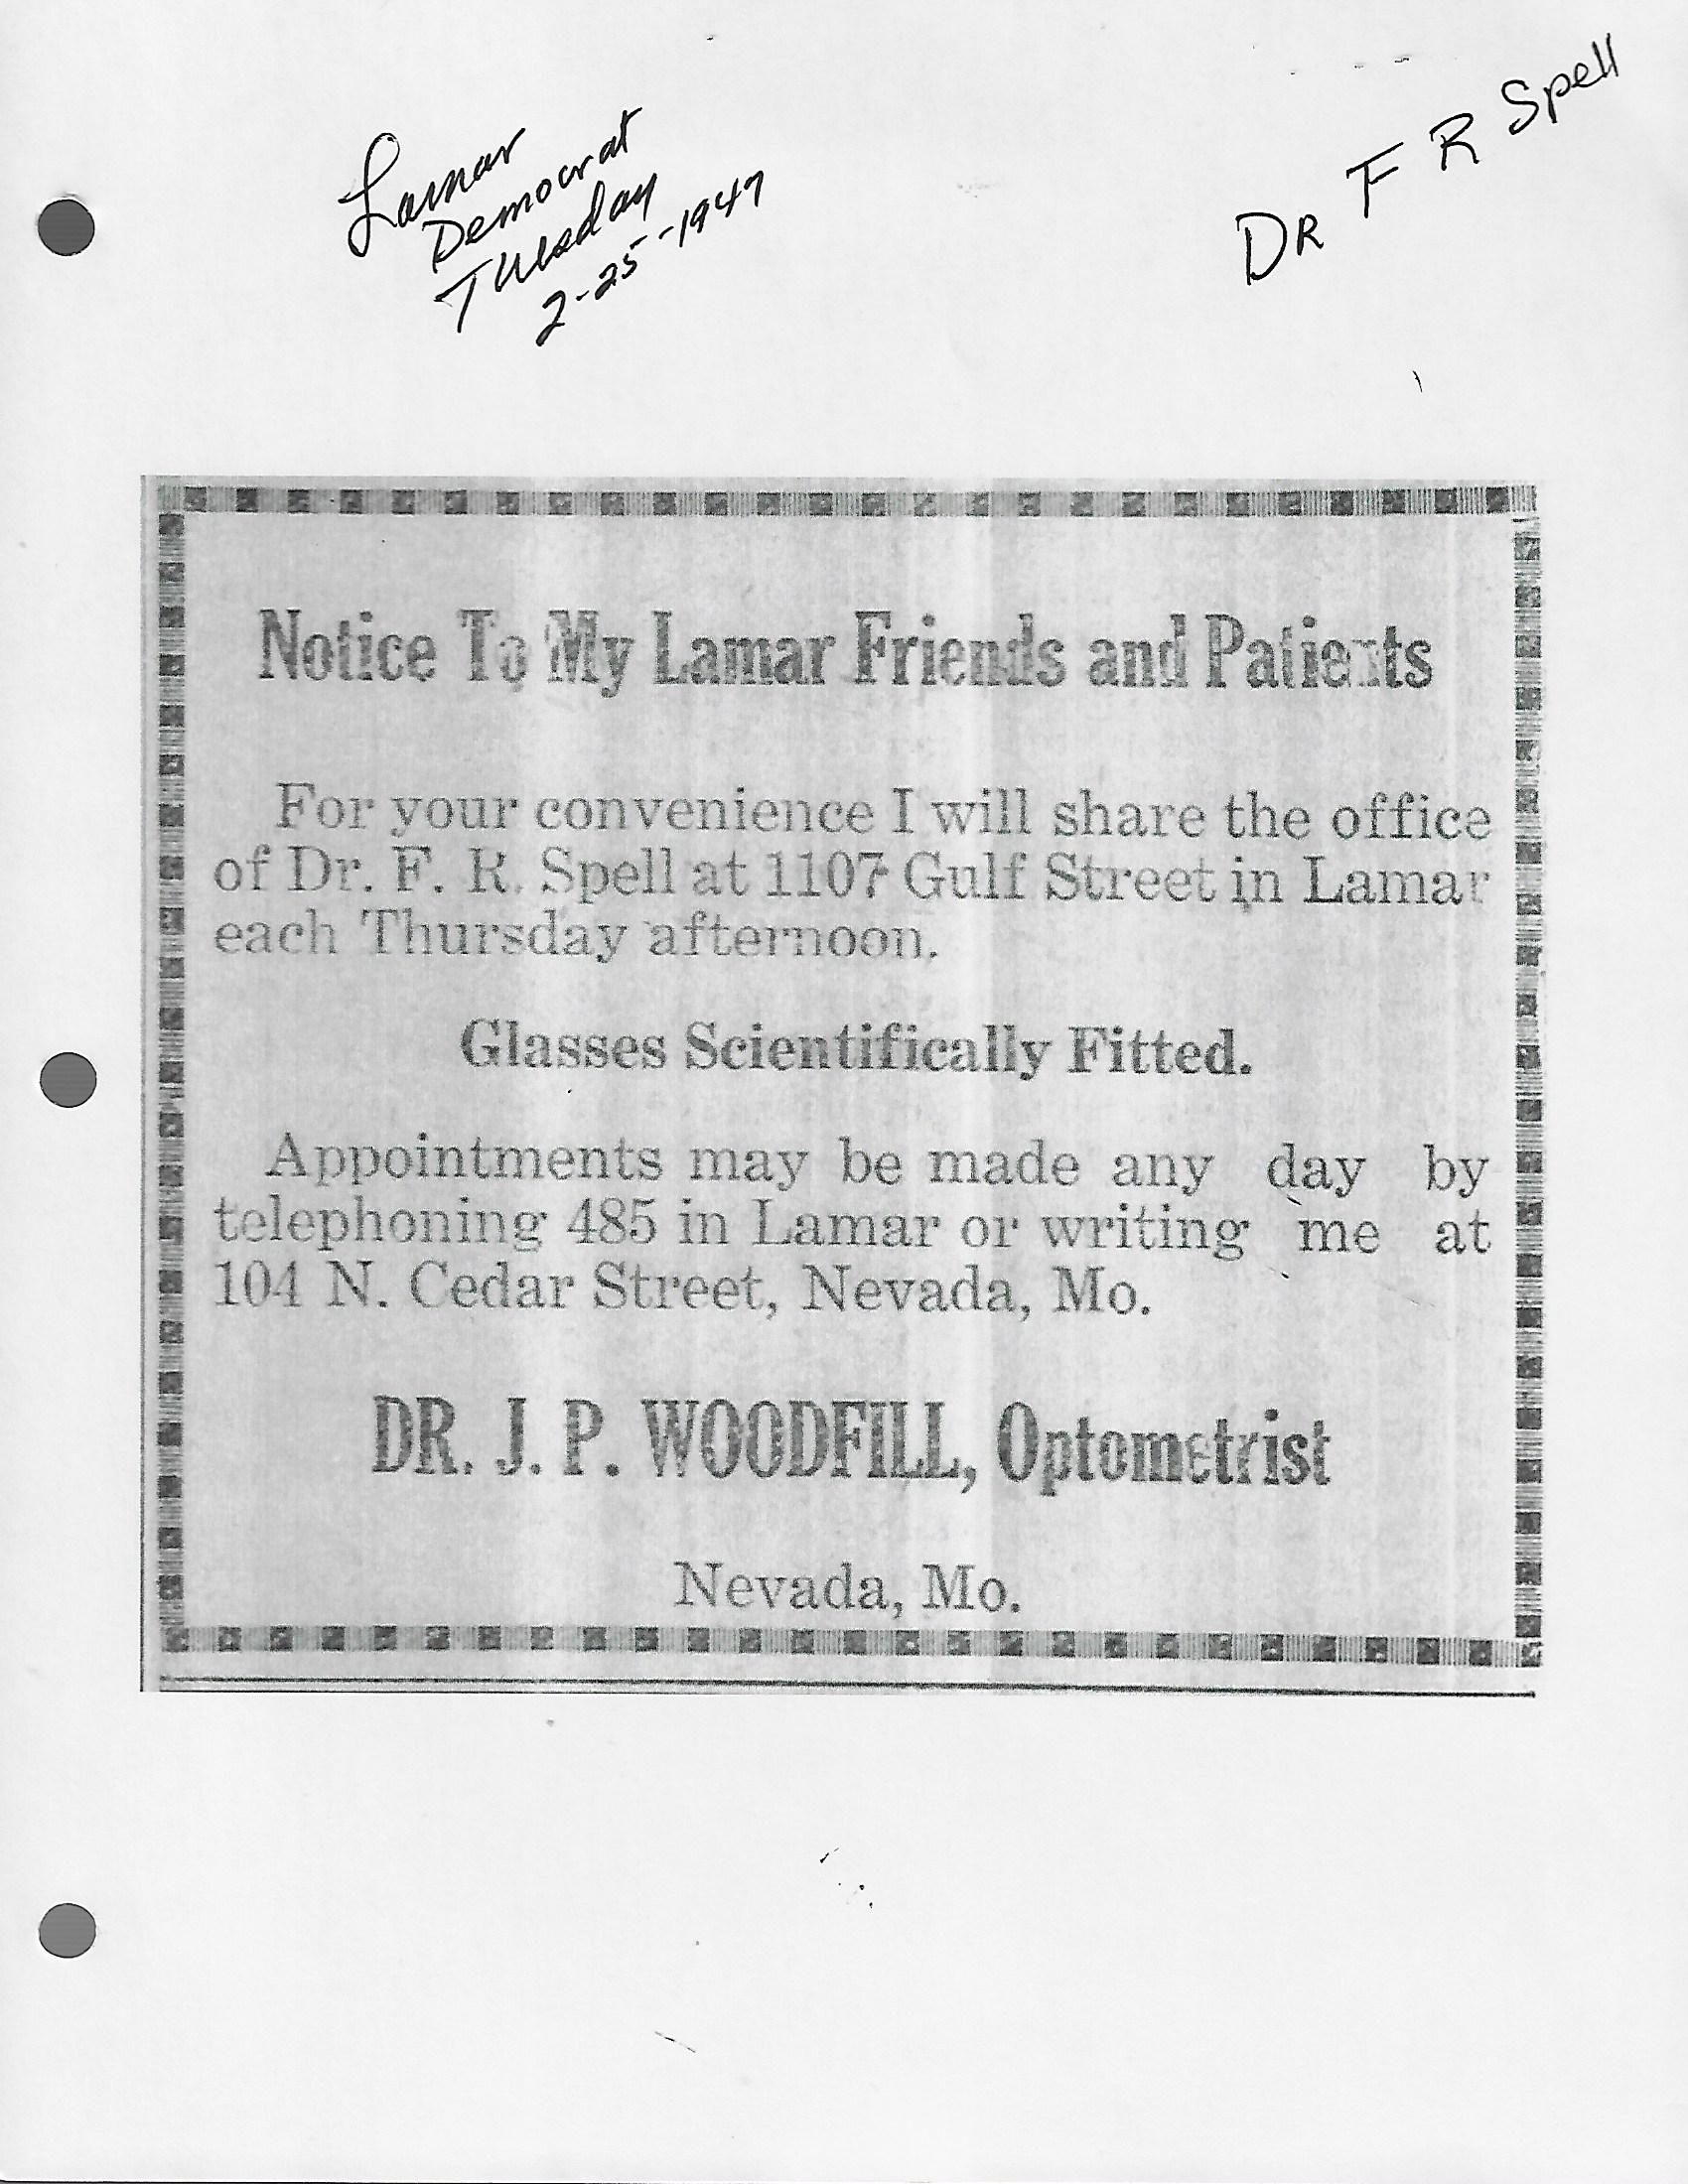 Lamar
Democrat
Tuesday
2-25-1947
Dr F R Spell
Notice To My Lamar Friends and Patients
For your convenience I will share the office
of Dr. F. R. Spell at 1107 Gulf Street in Lamar
each Thursday afternoon.
Glasses Scientifically Fitted.
Appointments may be made any day by
telephoning 485 in Lamar or writing me at
104 N. Cedar Street, Nevada, Mo.
DR. J. P. WOODFILL, Optometrist
Nevada, Mo.